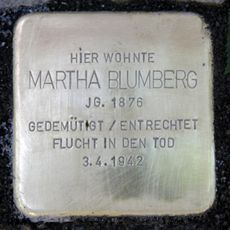 HIER WOHNTE
MARTHA BLUMBERG
JG. 1876
GEDEMÜTIGT / ENTRECHTET
FLUCHT IN DEN TOD
3.4.1942